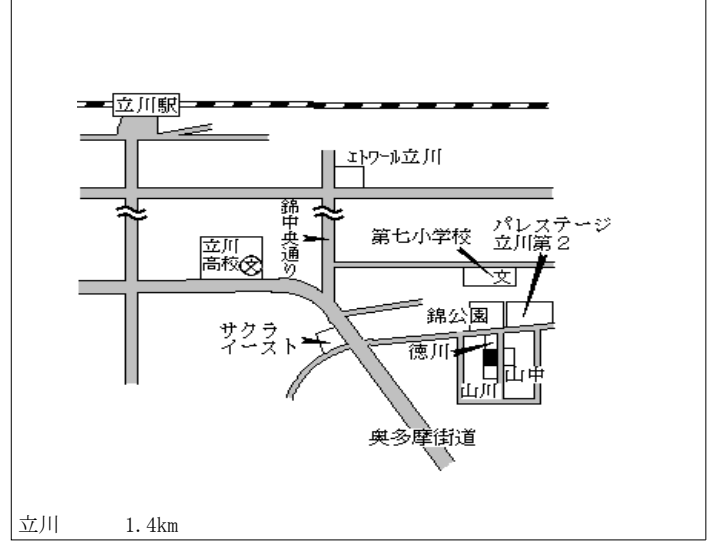 立川駅
エトワール立川
錦中央通り
パレステージ
立川第2
第七小学校
立川
高校
文
文
錦公園
サクラ
イースト
徳川
山中
山川
奥多摩街道
立川 1.4km